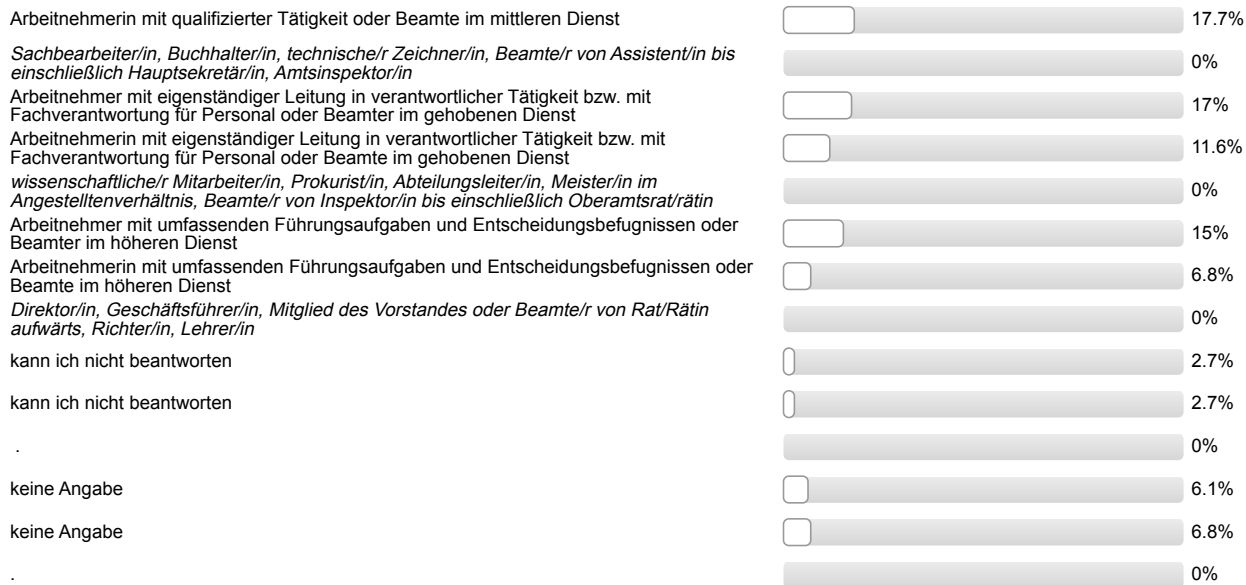 Arbeitnehmerin mit qualifizierter Tätigkeit oder Beamte im mittleren Dienst 17.7%
Sachbearbeiter/in, Buchhalter/in, technische/r Zeichner/in, Beamte/r von Assistent/in bis
einschließlich Hauptsekretär/in, Amtsinspektor/in 0%
Arbeitnehmer mit eigenständiger Leitung in verantwortlicher Tätigkeit bzw. mit
Fachverantwortung für Personal oder Beamter im gehobenen Dienst 17%
Arbeitnehmerin mit eigenständiger Leitung in verantwortlicher Tätigkeit bzw. mit
Fachverantwortung für Personal oder Beamte im gehobenen Dienst 11.6%
wissenschaftliche/r Mitarbeiter/in, Prokurist/in, Abteilungsleiter/in, Meister/in im
Angestelltenverhältnis, Beamte/r von Inspektor/in bis einschließlich Oberamtsrat/rätin 0%
Arbeitnehmer mit umfassenden Führungsaufgaben und Entscheidungsbefugnissen oder
Beamter im höheren Dienst 15%
Arbeitnehmerin mit umfassenden Führungsaufgaben und Entscheidungsbefugnissen oder
Beamte im höheren Dienst 6.8%
Direktor/in, Geschäftsführer/in, Mitglied des Vorstandes oder Beamte/r von Rat/Rätin
aufwärts, Richter/in, Lehrer/in 0%
kann ich nicht beantworten 2.7%
kann ich nicht beantworten 2.7%
. 0%
keine Angabe 6.1%
keine Angabe 6.8%
. 0%